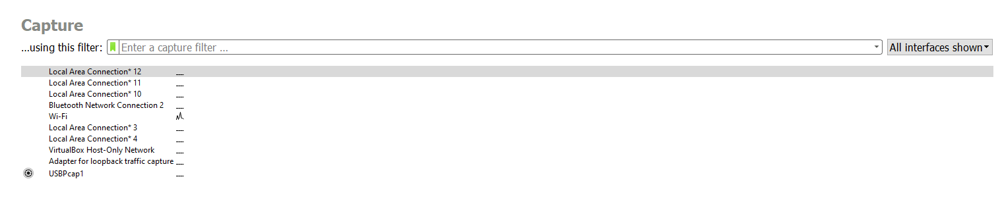 Capture
...using this filter: Enter a capture filter ... All interfaces shown
Local Area Connection* 12
Local Area Connection* 11
Local Area Connection* 10
Bluetooth Network Connection 2
Wi-Fi
Local Area Connection* 3
Local Area Connection* 4
VirtualBox Host-Only Network
Adapter for loopback traffic capture
USBPcap1